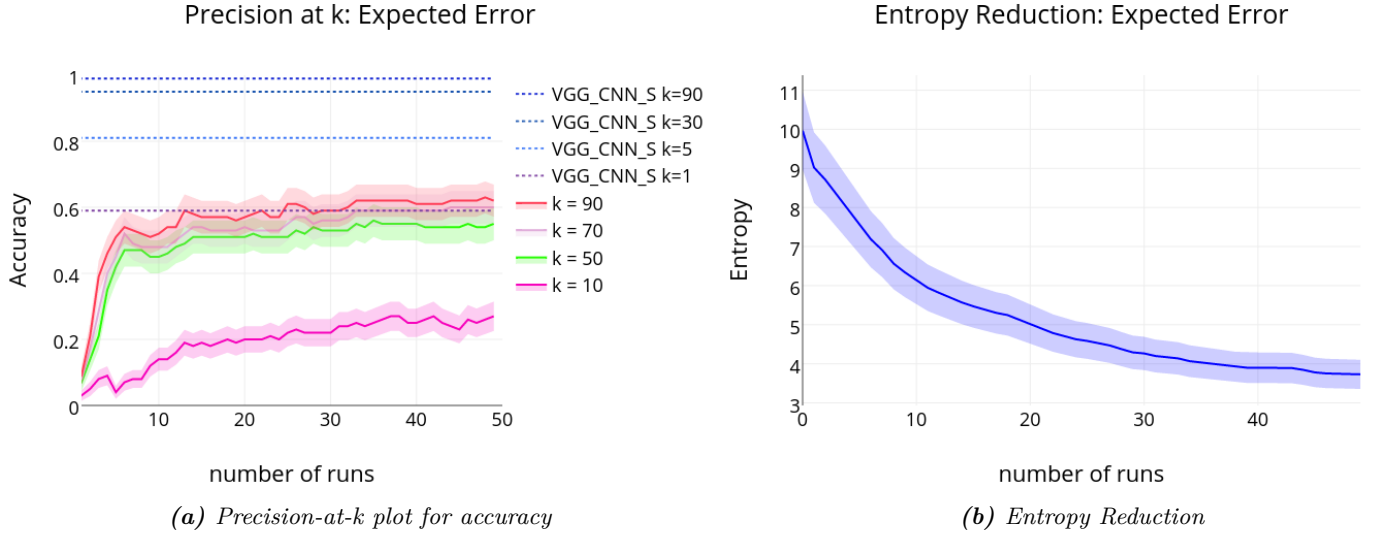 Precision at k: Expected Error
Accuracy
1
0.8
0.6
0.4
0.2
0
10
20
30
40
50
number of runs
VGG_CNN_S k=90
VGG_CNN_S k=30
VGG_CNN_S k=5
VGG_CNN_S k=1
k = 90
k = 70
k = 50
k = 10
(a) Precision-at-k plot for accuracy
Entropy Reduction: Expected Error
Entropy
11
10
9
8
7
6
5
4
3
0
10
20
30
40
number of runs
(b) Entropy Reduction